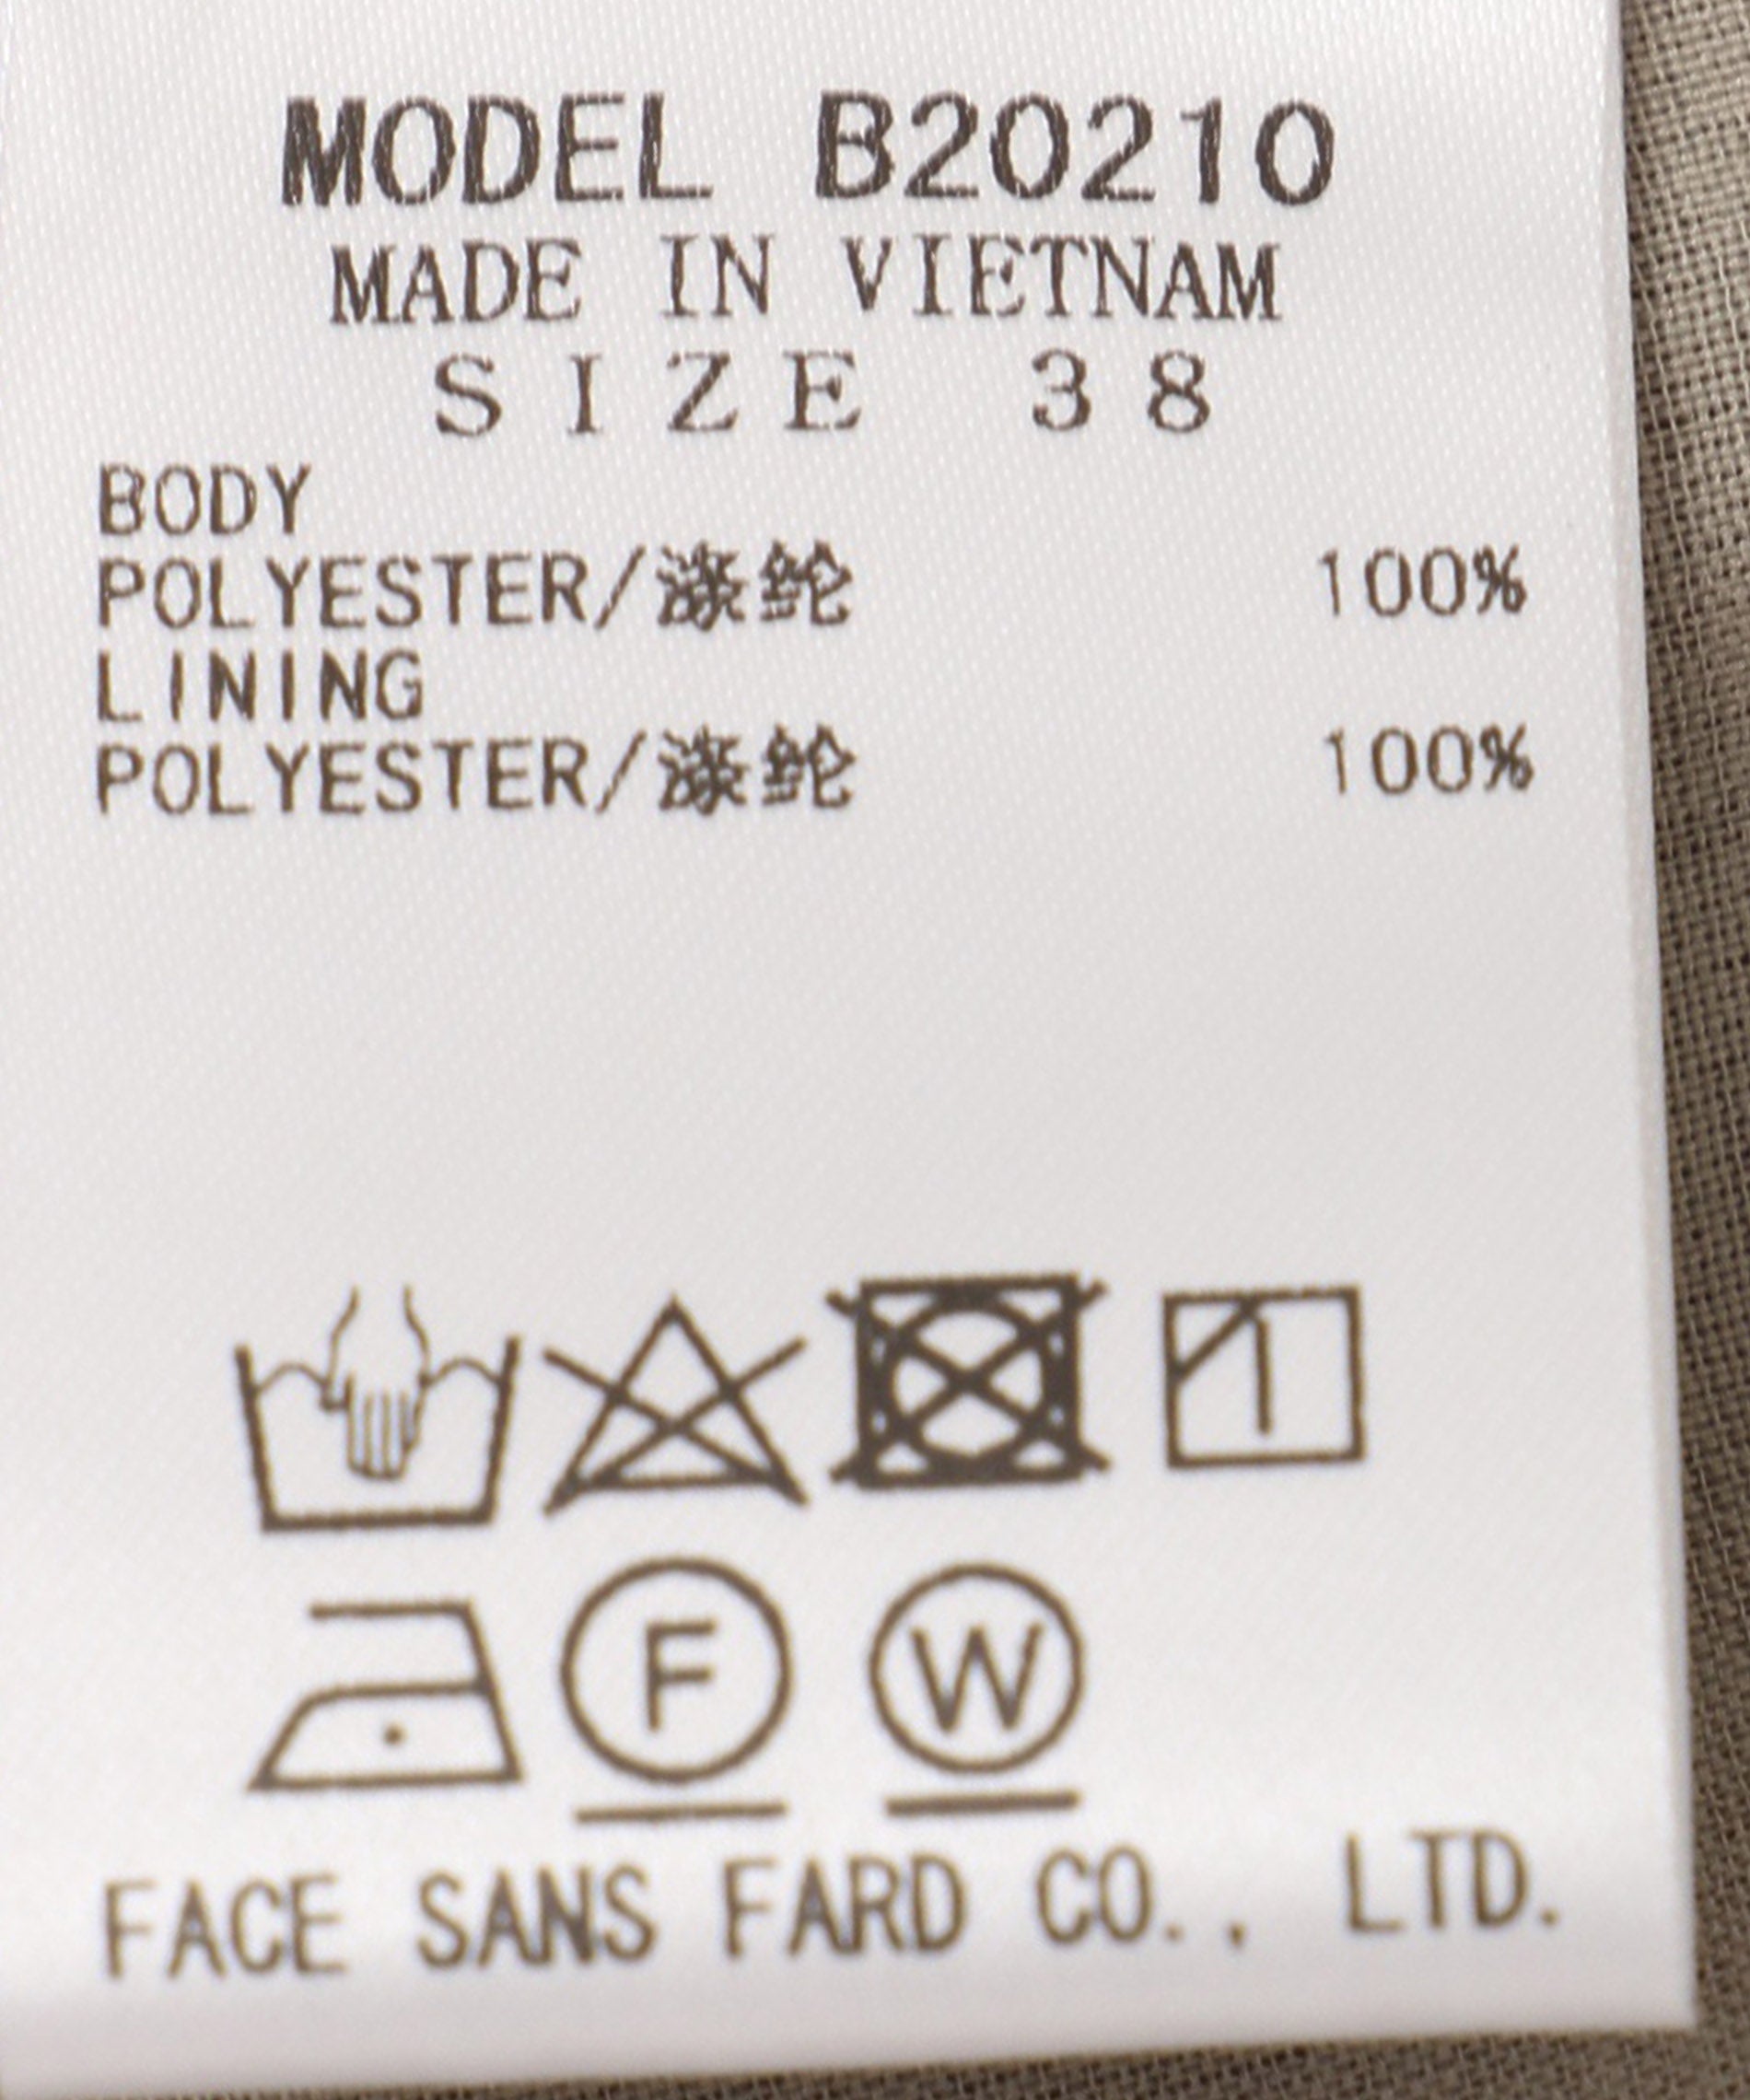 MODEL B20210
MADE IN VIETNAM
SIZE 38
BODY
POLYESTER/涤纶 100%
LINING
POLYESTER/涤纶 100%
F W
FACE SANS FARD CO., LTD.